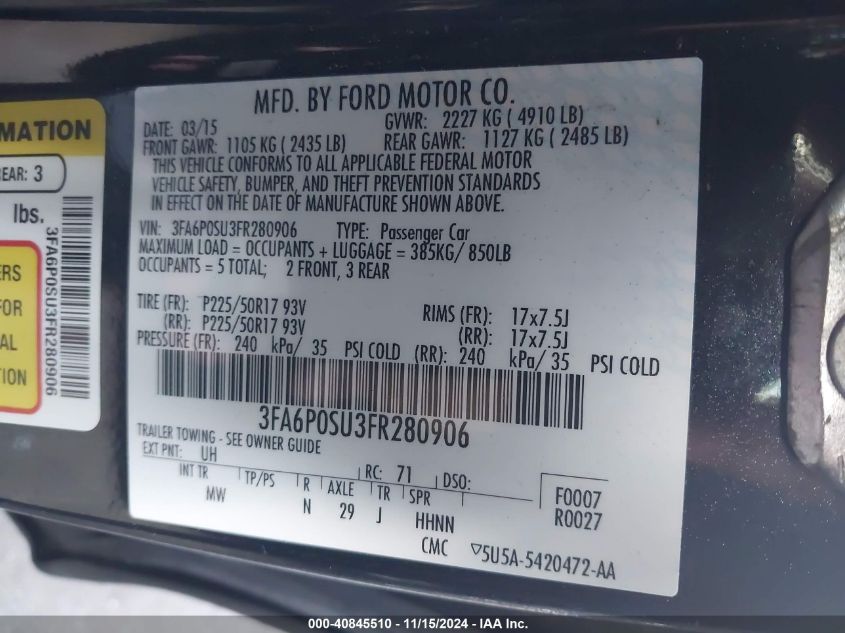 MATION
REAR: 3
lbs.
3FA6P0SU3FR280906
ERS
FOR
AL
TION
MFD. BY FORD MOTOR CO.
DATE: 03/15
GVWR: 2227 KG ( 4910 LB)
FRONT GAWR: 1105 KG ( 2435 LB)
REAR GAWR: 1127 KG ( 2485 LB)
THIS VEHICLE CONFORMS TO ALL APPLICABLE FEDERAL MOTOR
VEHICLE SAFETY, BUMPER, AND THEFT PREVENTION STANDARDS
IN EFFECT ON THE DATE OF MANUFACTURE SHOWN ABOVE.
VIN: 3FA6P0SU3FR280906 TYPE: Passenger Car
MAXIMUM LOAD = OCCUPANTS + LUGGAGE = 385KG/ 850LB
OCCUPANTS = 5 TOTAL; 2 FRONT, 3 REAR
TIRE (FR): P225/50R17 93V RIMS (FR): 17x7.5J
(RR): P225/50R17 93V (RR): 17x7.5J
PRESSURE (FR): 240 kPa/ 35 PSI COLD (RR): 240 kPa/ 35 PSI COLD
3FA6P0SU3FR280906
TRAILER TOWING - SEE OWNER GUIDE
EXT PNT: UH RC: 71 DSO:
INT TR TP/PS R AXLE TR SPR
MW N 29 J HHNN
F0007
R0027
CMC ▽5U5A-5420472-AA
000-40845510 - 11/15/2024 - IAA Inc.